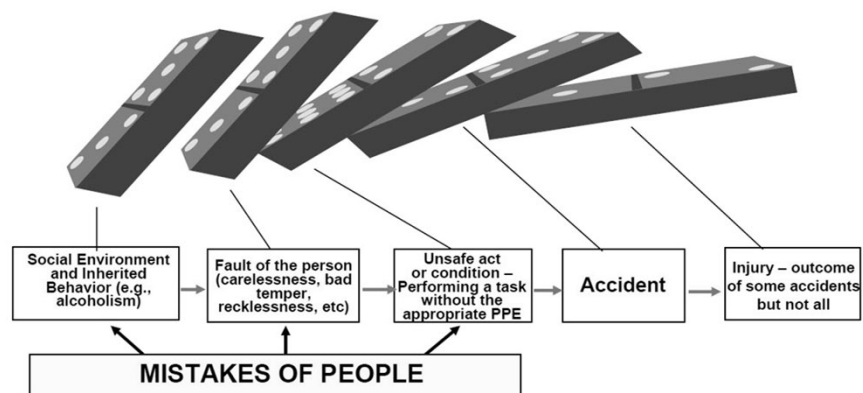 Social Environment
and Inherited
Behavior (e.g.,
alcoholism)
Fault of the person
(carelessness, bad
temper,
recklessness, etc)
Unsafe act
or condition –
Performing a task
without the
appropriate PPE
Accident
Injury – outcome
of some accidents
but not all
MISTAKES OF PEOPLE